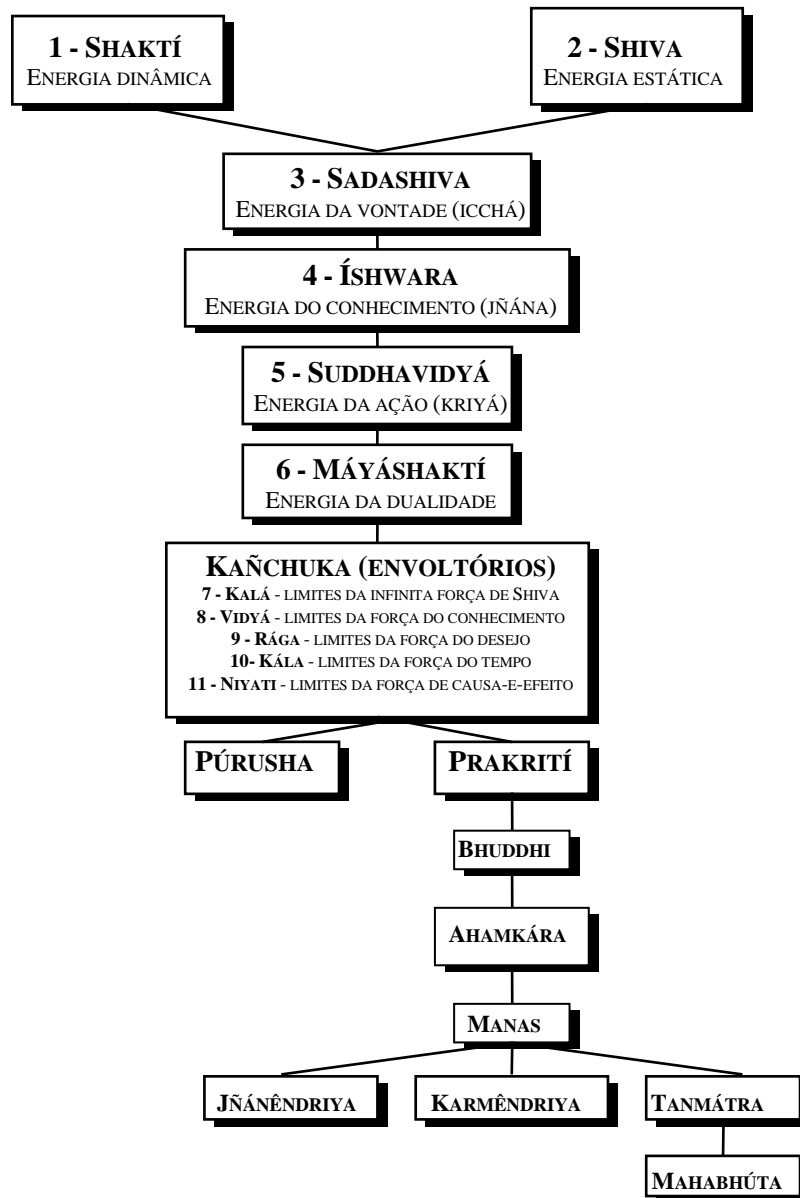 1 - SHAKTÍ
ENERGIA DINÂMICA
2 - SHIVA
ENERGIA ESTÁTICA
3 - SADASHIVA
ENERGIA DA VONTADE (ICCHÁ)
4 - ÍSHWARA
ENERGIA DO CONHECIMENTO (JÑÁNA)
5 - SUDDHAVIDYÁ
ENERGIA DA AÇÃO (KRIYÁ)
6 - MÁYÁSHAKTÍ
ENERGIA DA DUALIDADE
KAÑCHUKA (ENVOLTÓRIOS)
7 - KALÁ - LIMITES DA INFINITA FORÇA DE SHIVA
8 - VIDYÁ - LIMITES DA FORÇA DO CONHECIMENTO
9 - RÁGA - LIMITES DA FORÇA DO DESEJO
10- KÁLA - LIMITES DA FORÇA DO TEMPO
11 - NIYATI - LIMITES DA FORÇA DE CAUSA-E-EFEITO
PÚRUSHA
PRAKRITÍ
BHUDDHI
AHAMKÁRA
MANAS
JÑÁNÊNDRIYA
KARMÊNDRIYA
TANMÁTRA
MAHABHÚTA